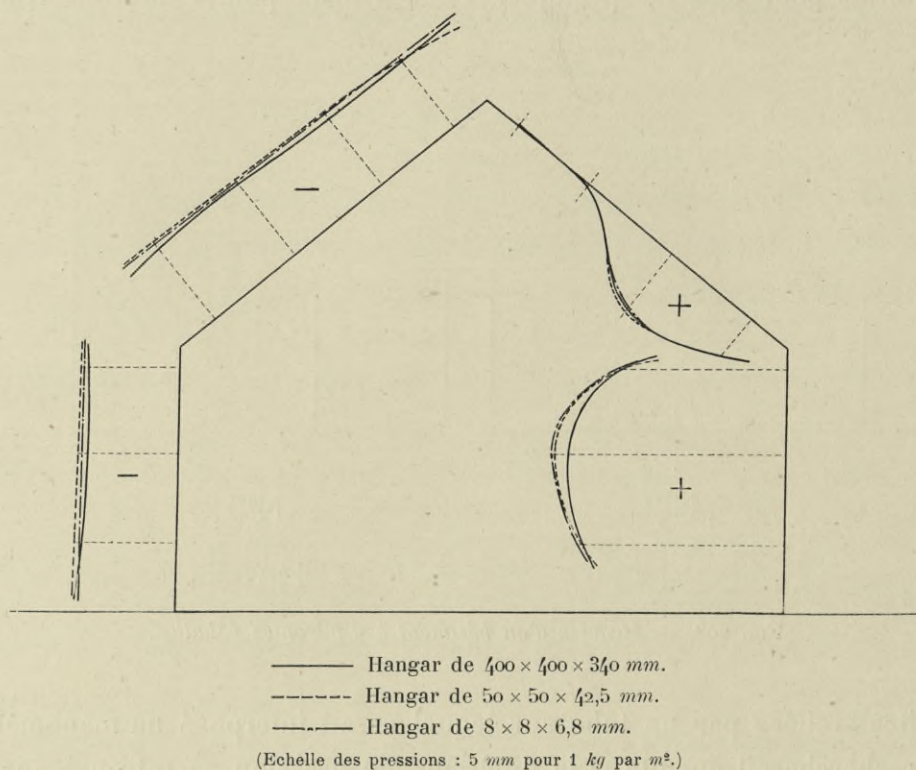 −
+
−
+
Hangar de 400 × 400 × 340 mm.
Hangar de 50 × 50 × 42,5 mm.
Hangar de 8 × 8 × 6,8 mm.
(Echelle des pressions : 5 mm pour 1 kg par m².)